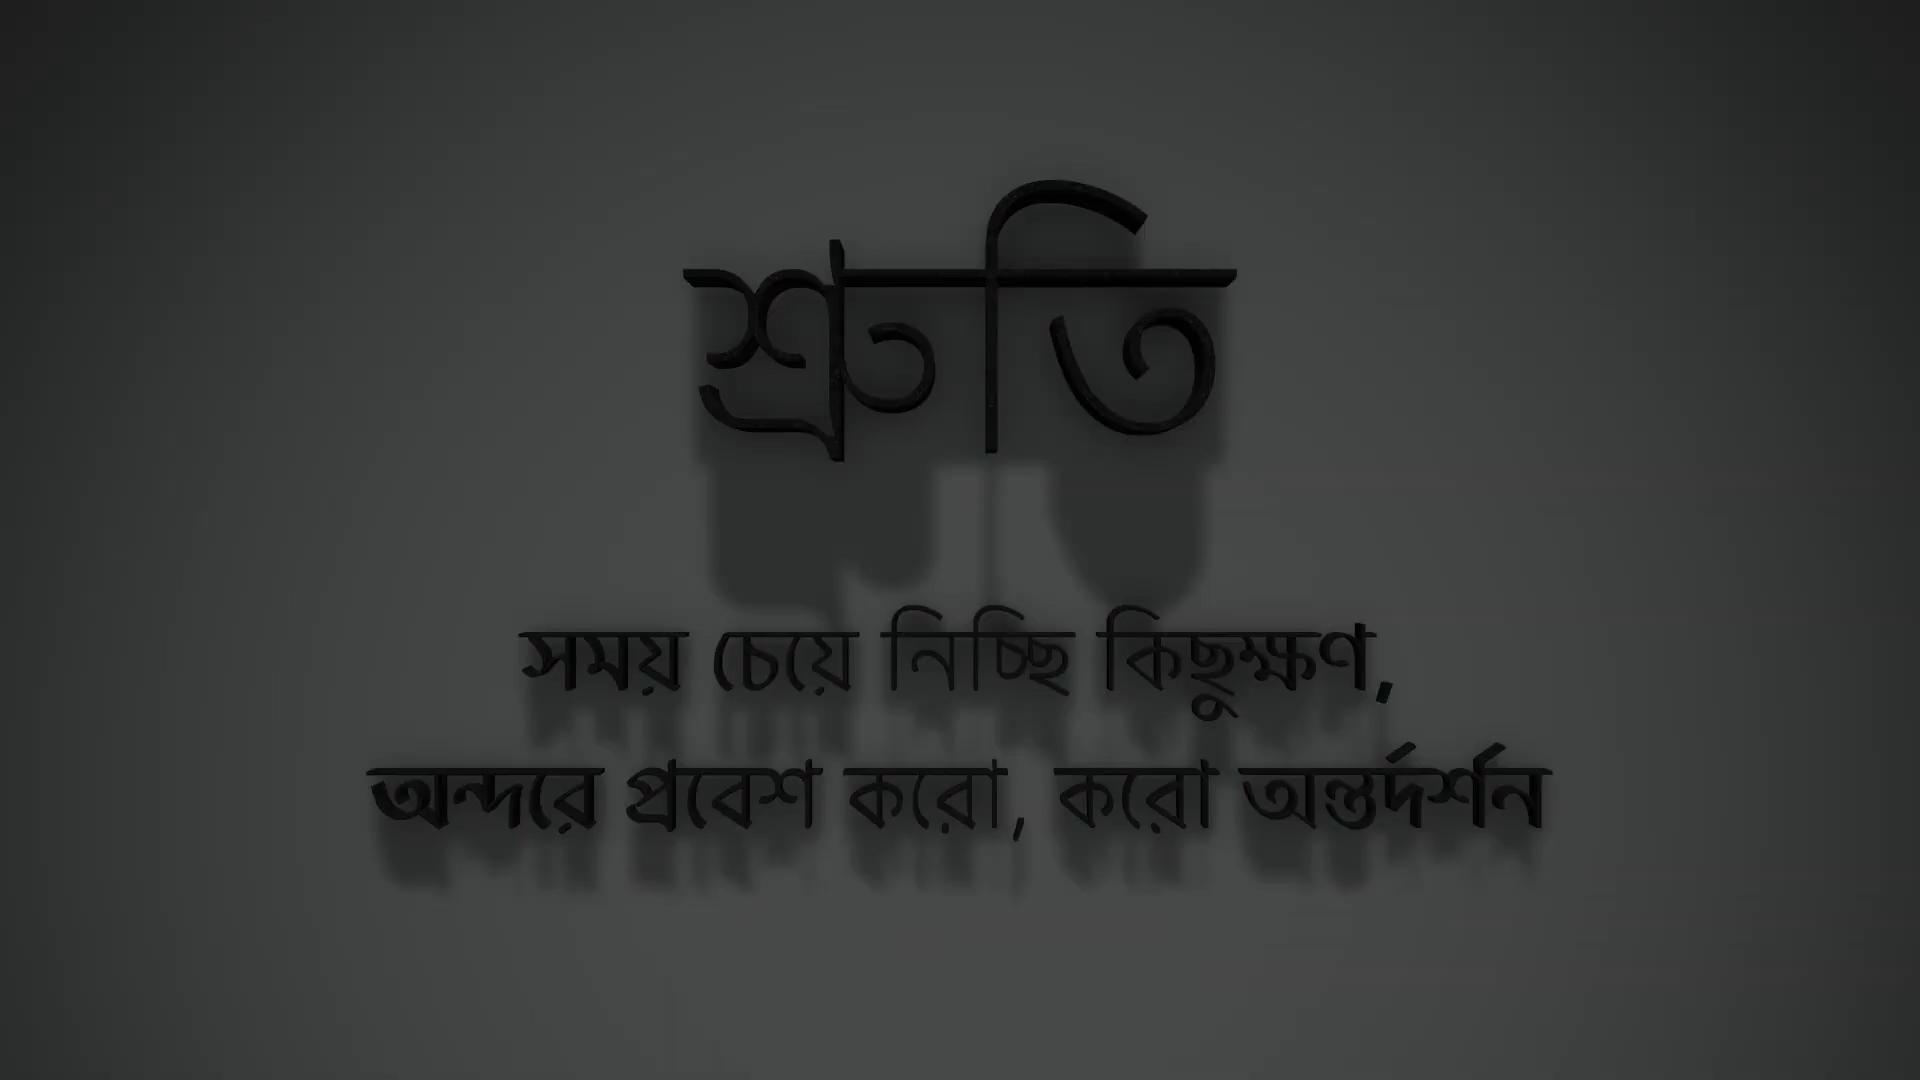 শ্রুতি
সময় চেয়ে নিচ্ছি কিছুক্ষণ,
অন্দরে প্রবেশ করো, করো অন্তর্দর্শন